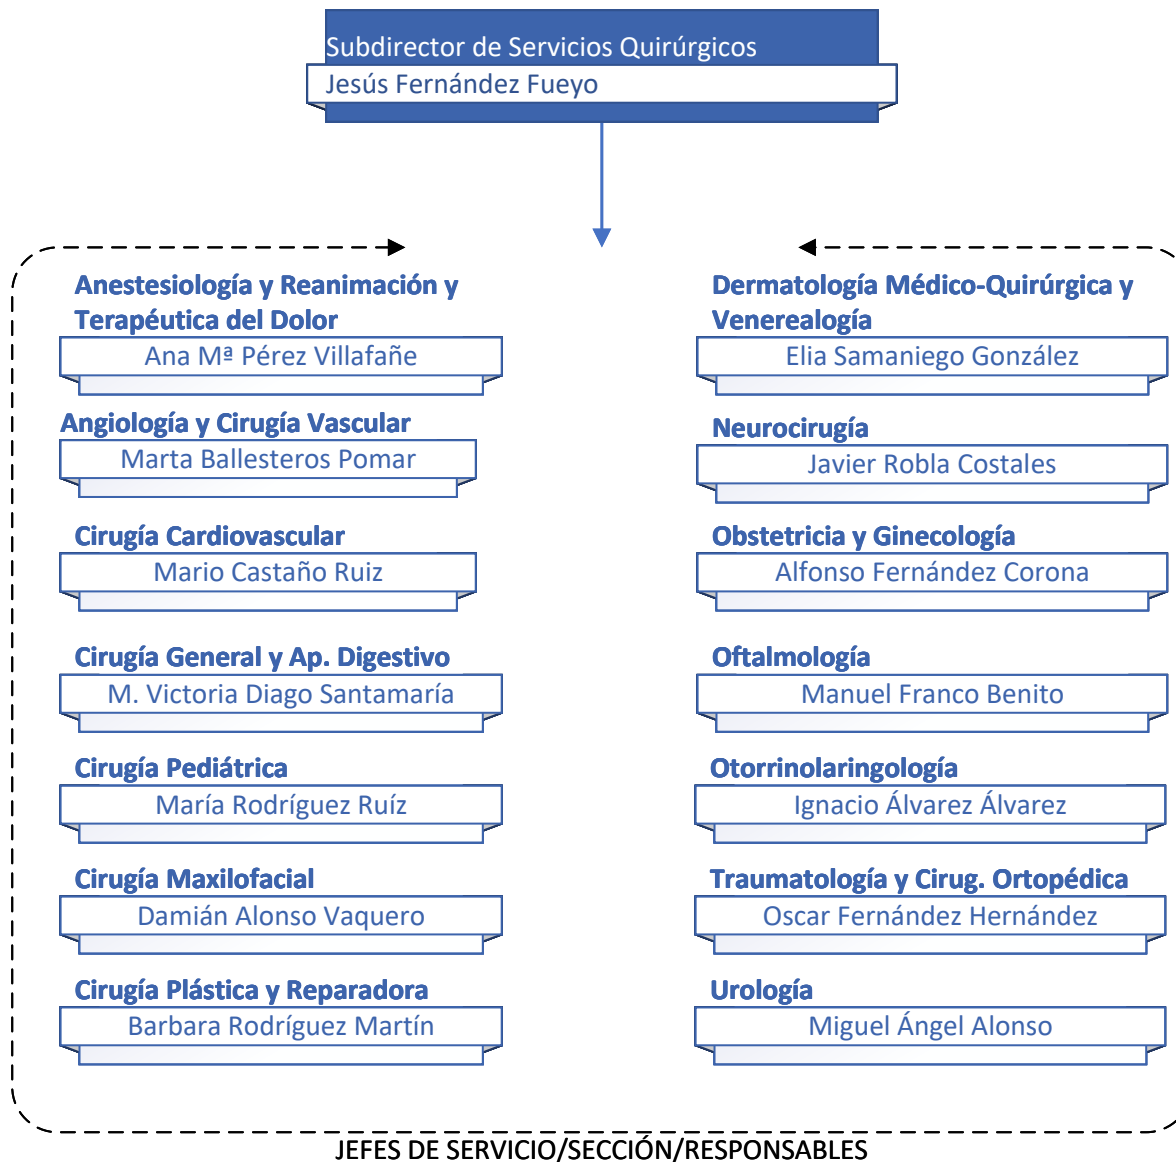 Subdirector de Servicios Quirúrgicos
Jesús Fernández Fueyo
Anestesiología y Reanimación y
Terapéutica del Dolor
Ana Mª Pérez Villafañe
Angiología y Cirugía Vascular
Marta Ballesteros Pomar
Cirugía Cardiovascular
Mario Castaño Ruiz
Cirugía General y Ap. Digestivo
M. Victoria Diago Santamaría
Cirugía Pediátrica
María Rodríguez Ruíz
Cirugía Maxilofacial
Damián Alonso Vaquero
Cirugía Plástica y Reparadora
Barbara Rodríguez Martín
Dermatología Médico-Quirúrgica y
Venerealogía
Elia Samaniego González
Neurocirugía
Javier Robla Costales
Obstetricia y Ginecología
Alfonso Fernández Corona
Oftalmología
Manuel Franco Benito
Otorrinolaringología
Ignacio Álvarez Álvarez
Traumatología y Cirug. Ortopédica
Oscar Fernández Hernández
Urología
Miguel Ángel Alonso
JEFES DE SERVICIO/SECCIÓN/RESPONSABLES